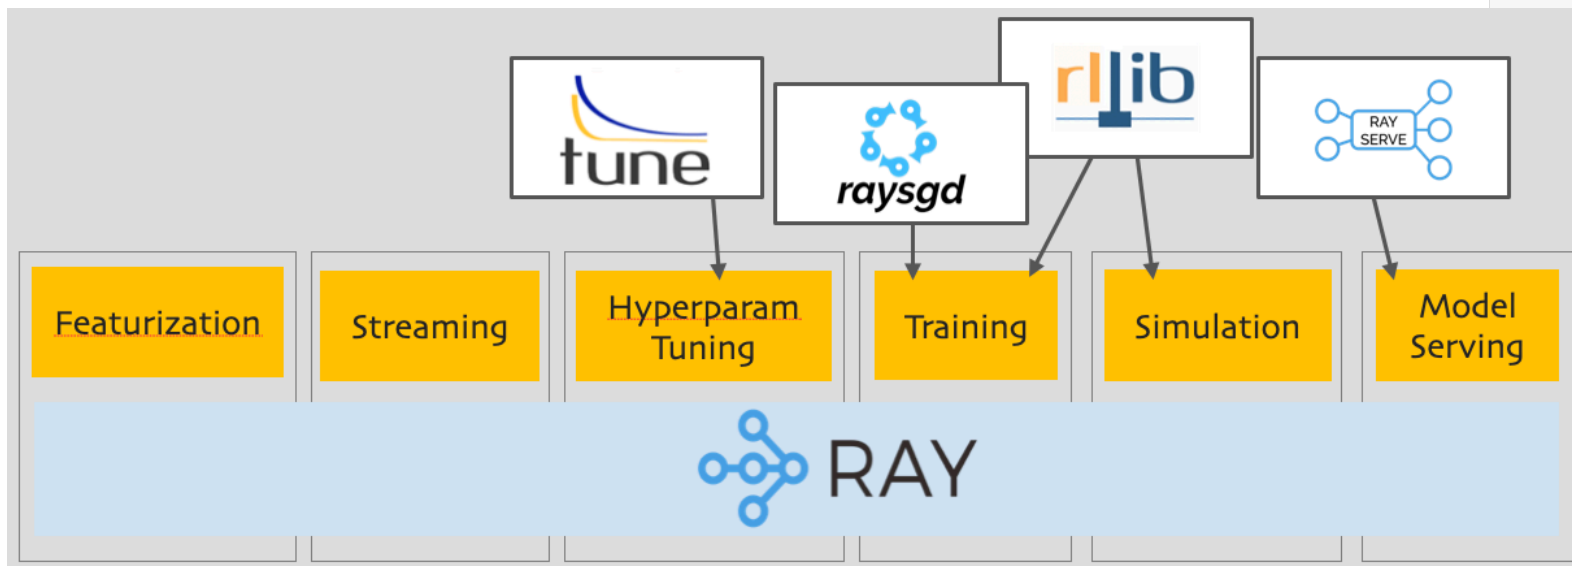 tune
raysgd
rllib
RAY
SERVE
Featurization
Streaming
Hyperparam
Tuning
Training
Simulation
Model
Serving
RAY